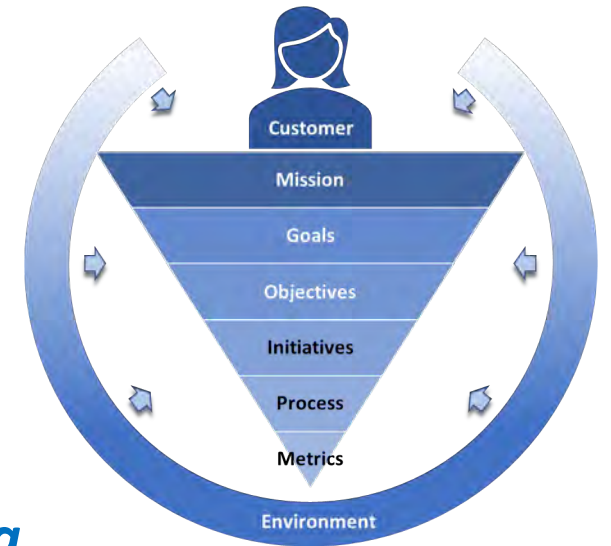 Customer
Mission
Goals
Objectives
Initiatives
Process
Metrics
Environment
g